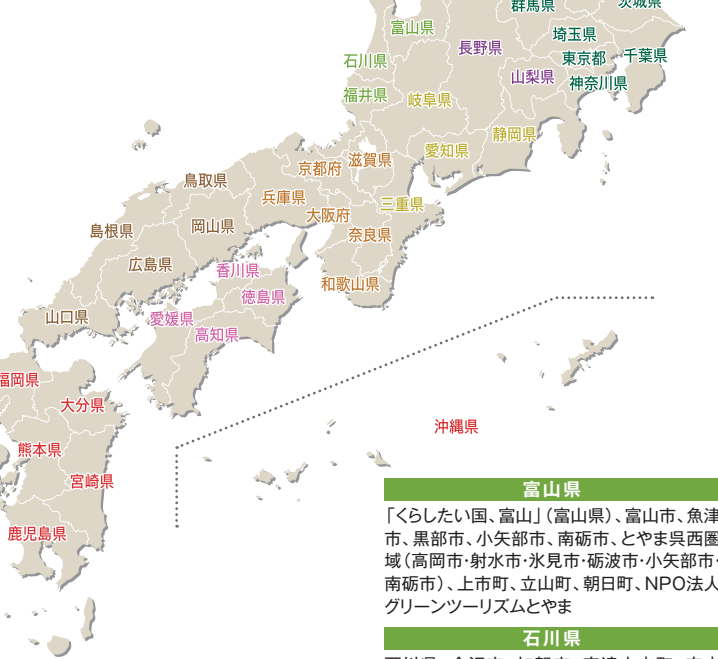 群馬県
茨城県
富山県
埼玉県
長野県
石川県
東京都
千葉県
山梨県
神奈川県
福井県
岐阜県
静岡県
愛知県
滋賀県
京都府
鳥取県
兵庫県
三重県
大阪府
岡山県
島根県
奈良県
広島県
香川県
和歌山県
徳島県
山口県
愛媛県
高知県
福岡県
大分県
沖縄県
熊本県
宮崎県
鹿児島県
富山県
「くらしたい国、富山」（富山県）、富山市、魚津
市、黒部市、小矢部市、南砺市、とやま呉西圏
域（高岡市・射水市・氷見市・砺波市・小矢部市・
南砺市）、上市町、立山町、朝日町、NPO法人
グリーンツーリズムとやま
石川県